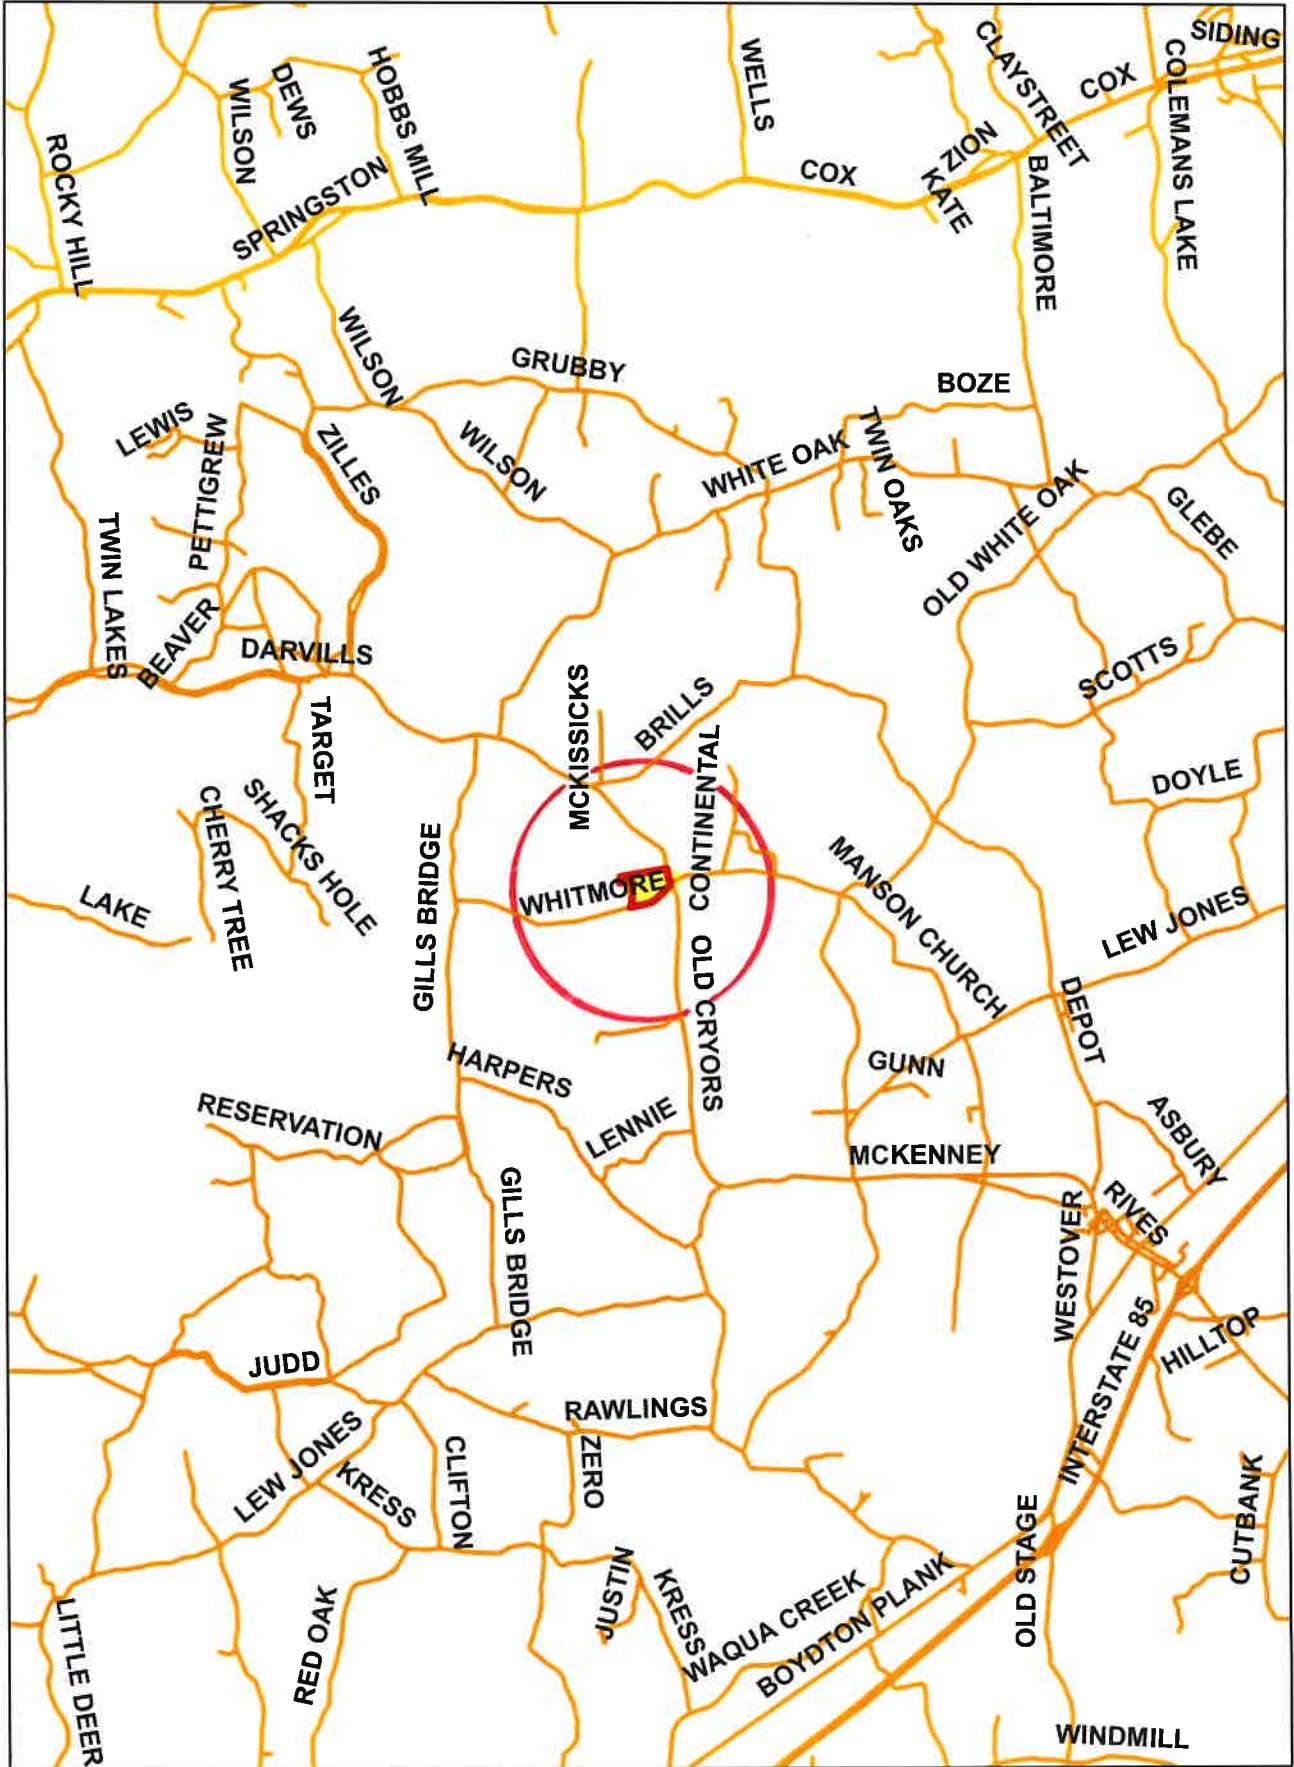 SIDING
CLAYSTREET
COX
COLEMANS LAKE
WELLS
HOBBS MILL
DEWS
WILSON
ROCKY HILL
SPRINGSTON
COX
ZION
KATE
BALTIMORE
WILSON
GRUBBY
BOZE
LEWIS
PETTIGREW
ZILLES
WILSON
WHITE OAK
TWIN OAKS
OLD WHITE OAK
GLEBE
TWIN LAKES
BEAVER
DARVILLS
SCOTTS
TARGET
MCKISSICKS
BRILLS
CONTINENTAL
DOYLE
CHERRY TREE
SHACKS HOLE
GILLS BRIDGE
WHITMORE
MANSON CHURCH
LAKE
LEW JONES
OLD CRYORS
DEPOT
HARPERS
GUNN
RESERVATION
LENNIE
MCKENNEY
ASBURY
GILLS BRIDGE
WESTOVER
RIVES
INTERSTATE 85
HILLTOP
JUDD
RAWLINGS
LEW JONES
KRESS
CLIFTON
ZERO
OLD STAGE
CUTBANK
JUSTIN
KRESS
WAQUA CREEK
BOYDTON PLANK
RED OAK
LITTLE DEER
WINDMILL